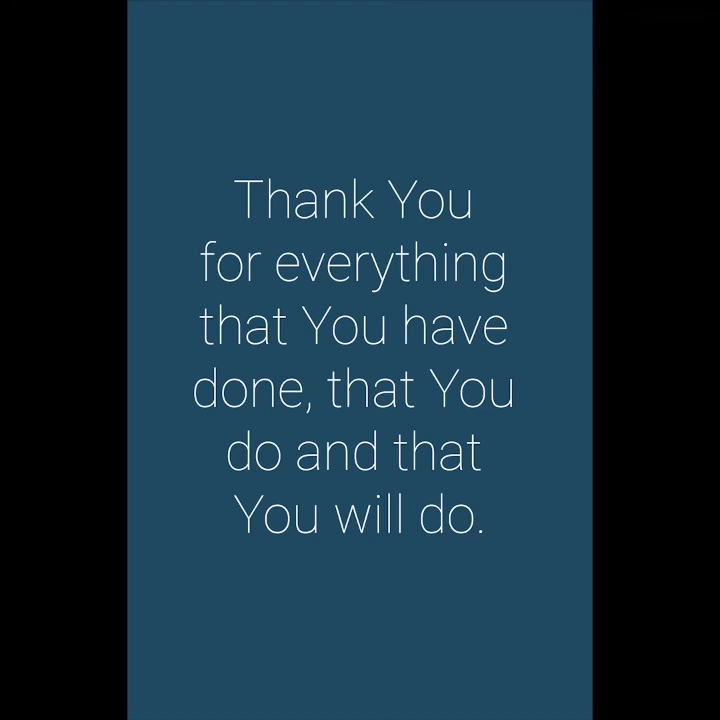 Thank You
for everything
that You have
done, that You
do and that
You will do.